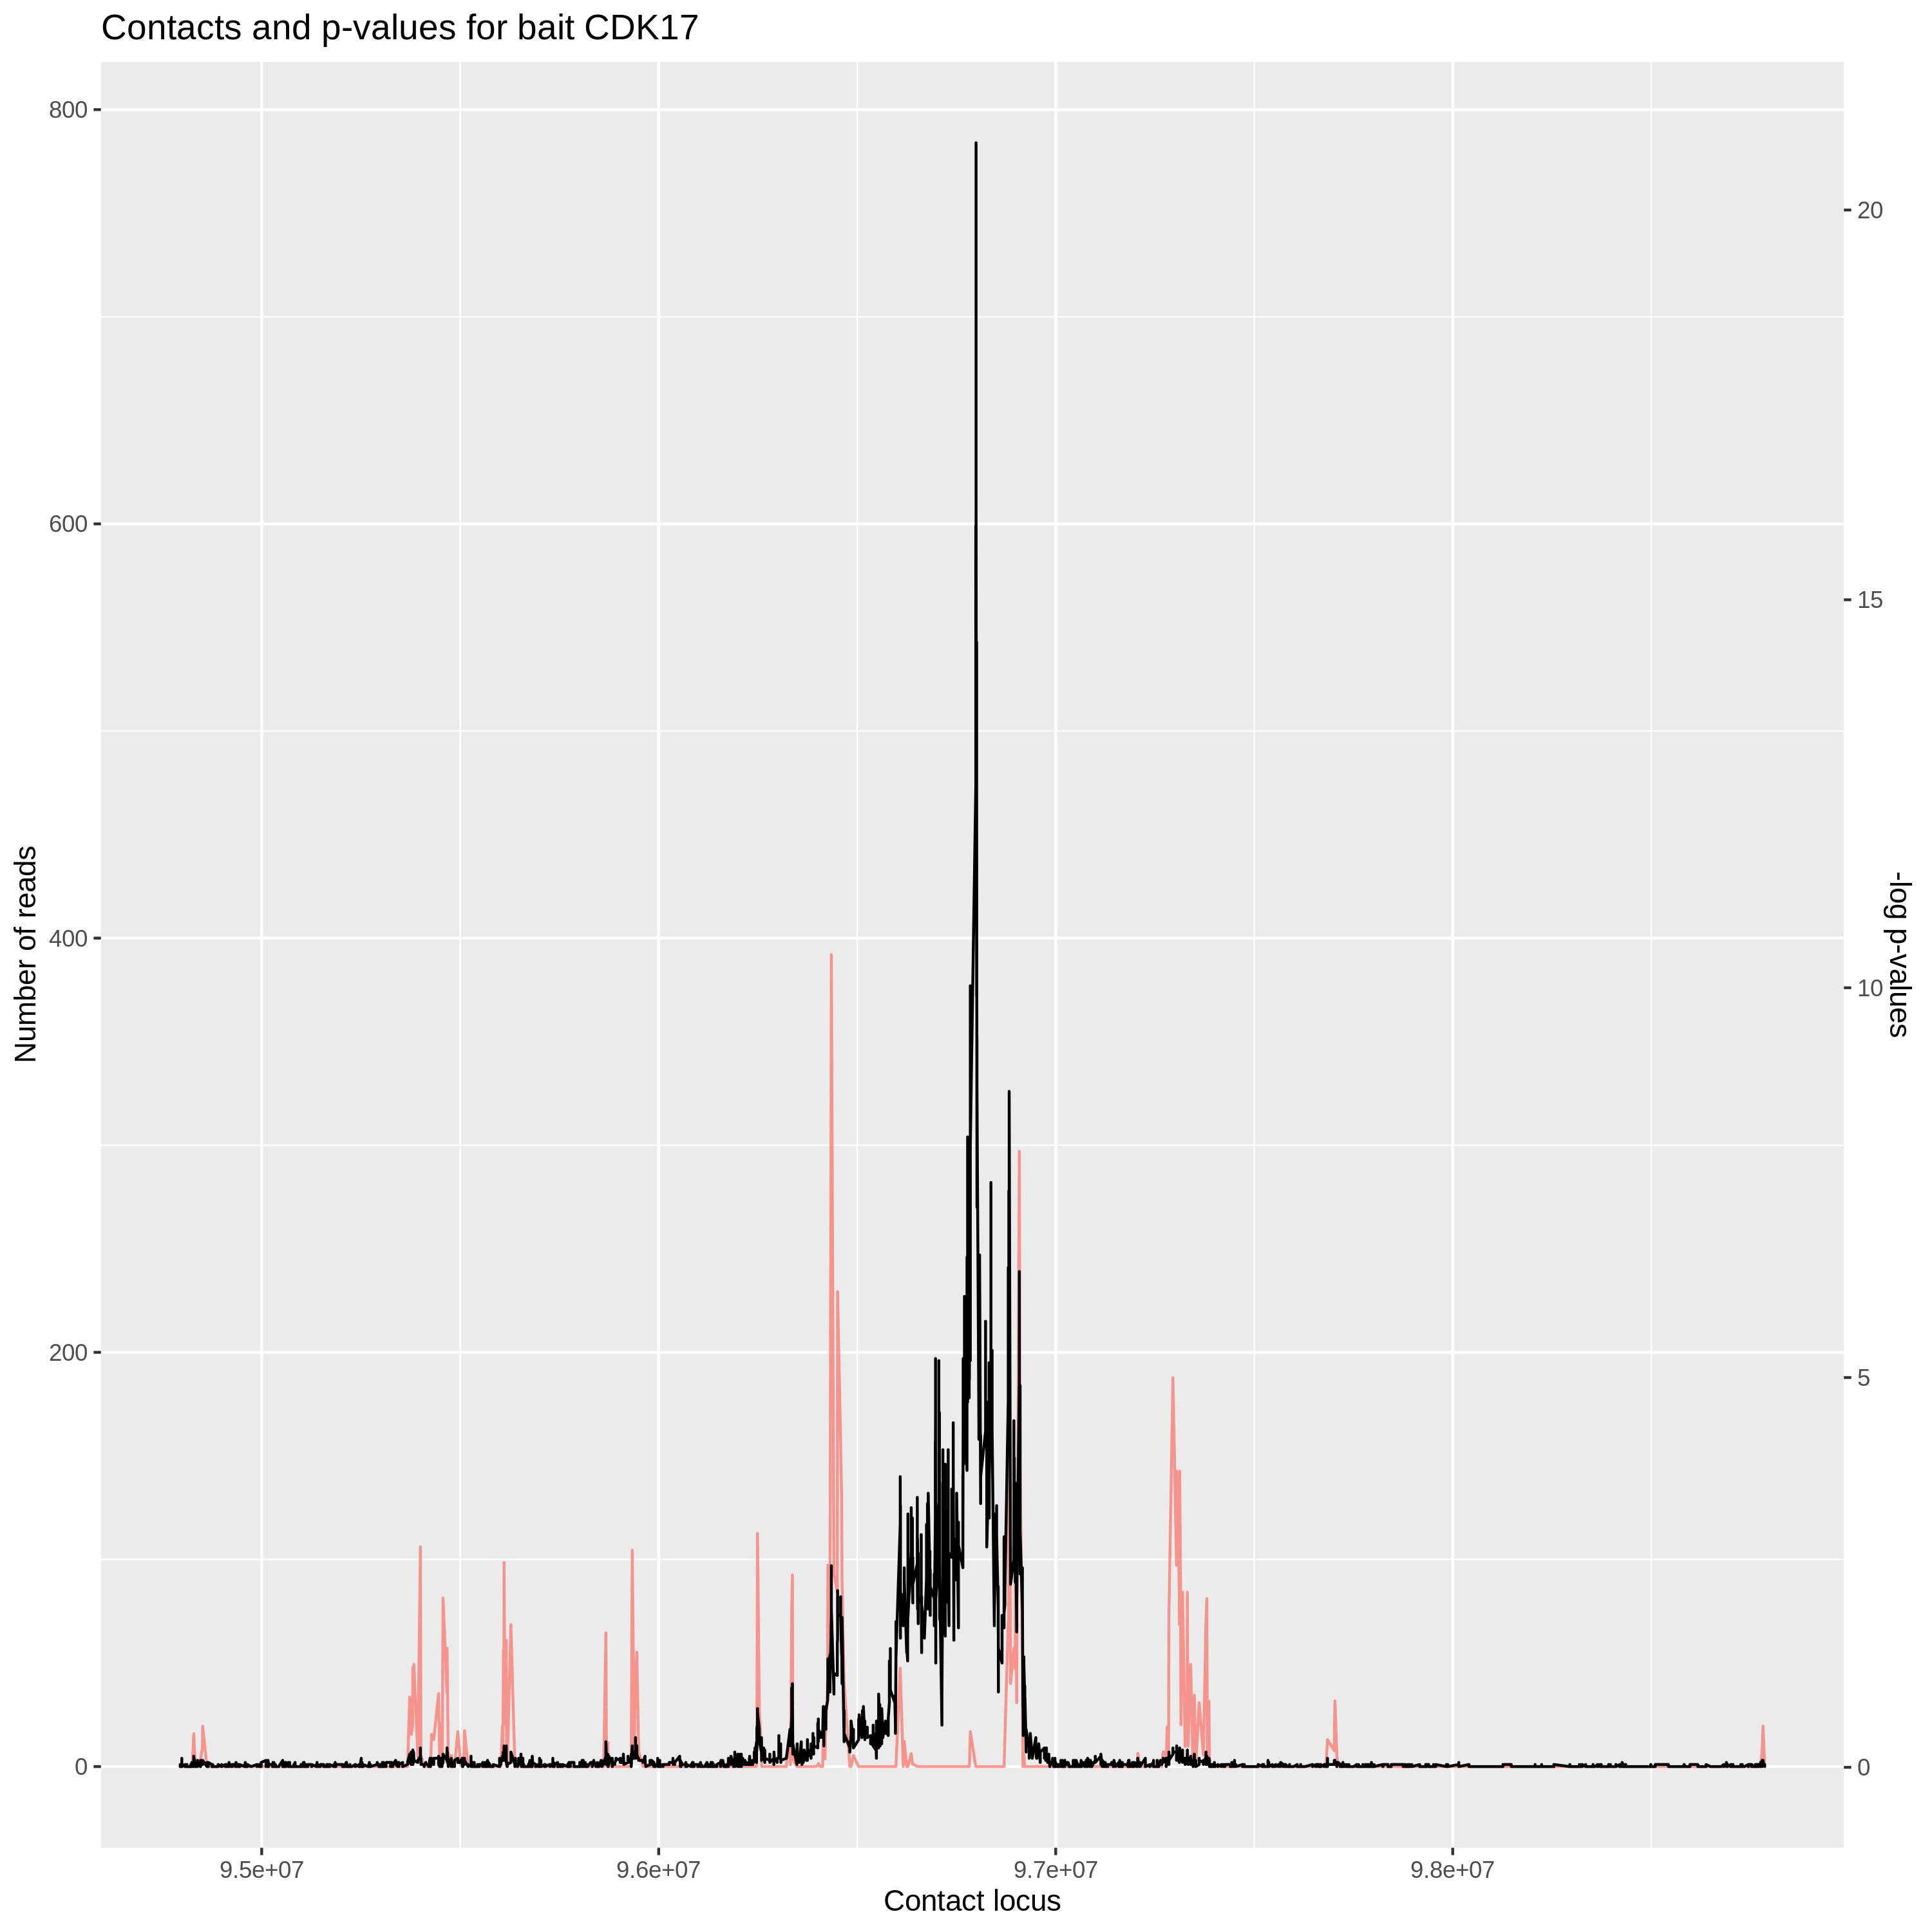 Contacts and p-values for bait CDK17
800
600
400
200
0
Number of reads
20
15
10
5
0
-log p-values
9.5e+07
9.6e+07
9.7e+07
9.8e+07
Contact locus